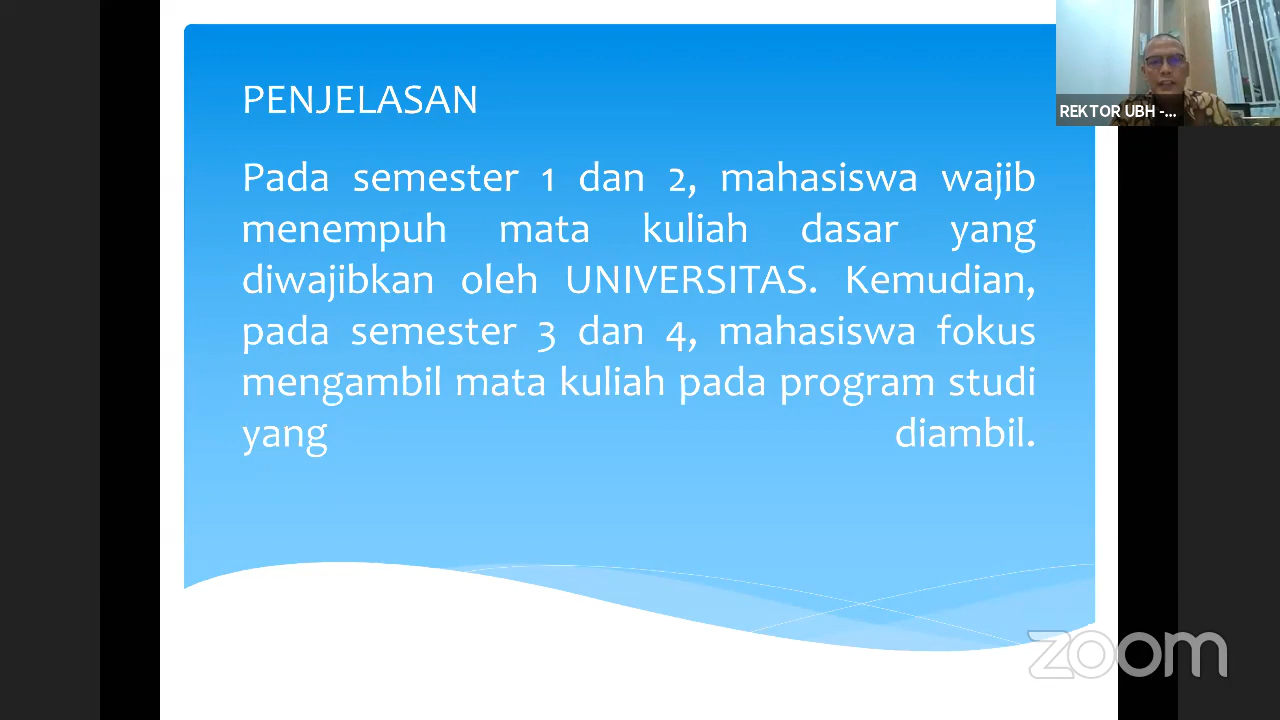 PENJELASAN
Pada semester 1 dan 2, mahasiswa wajib
menempuh mata kuliah dasar yang
diwajibkan oleh UNIVERSITAS. Kemudian,
pada semester 3 dan 4, mahasiswa fokus
mengambil mata kuliah pada program studi
yang diambil.
REKTOR UBH -...
zoom